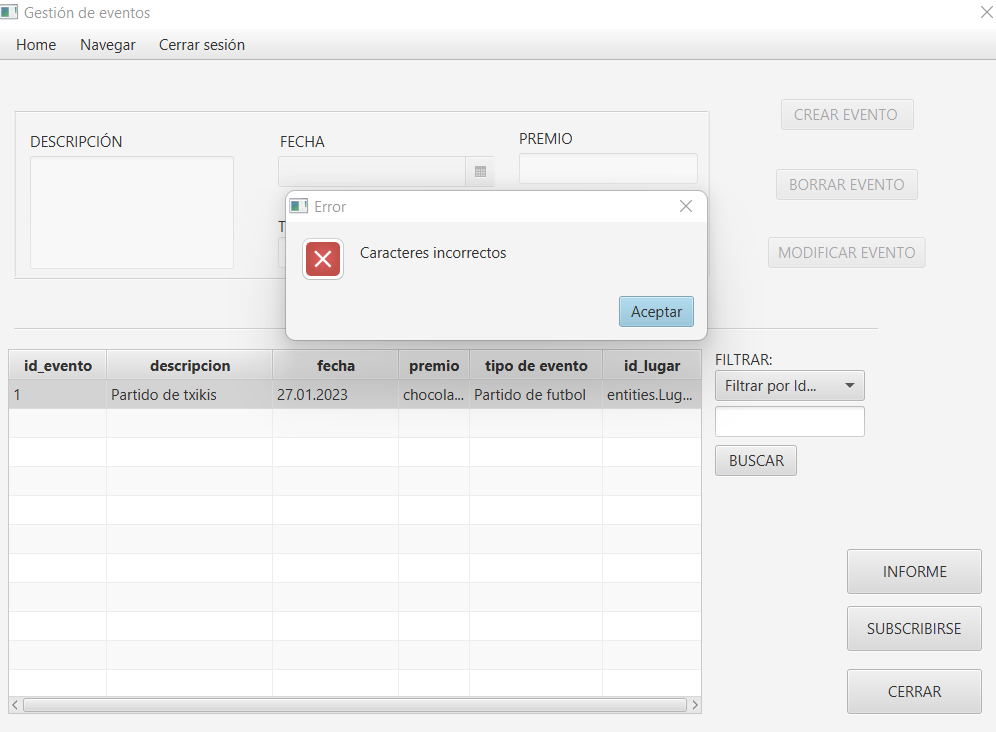 Gestión de eventos
Home Navegar Cerrar sesión
CREAR EVENTO
DESCRIPCIÓN FECHA PREMIO
BORRAR EVENTO
Error
T
Caracteres incorrectos
MODIFICAR EVENTO
Aceptar
id_evento descripcion fecha premio tipo de evento id_lugar
1 Partido de txikis 27.01.2023 chocola... Partido de futbol entities.Lug...
FILTRAR:
Filtrar por Id...
BUSCAR
INFORME
SUBSCRIBIRSE
CERRAR